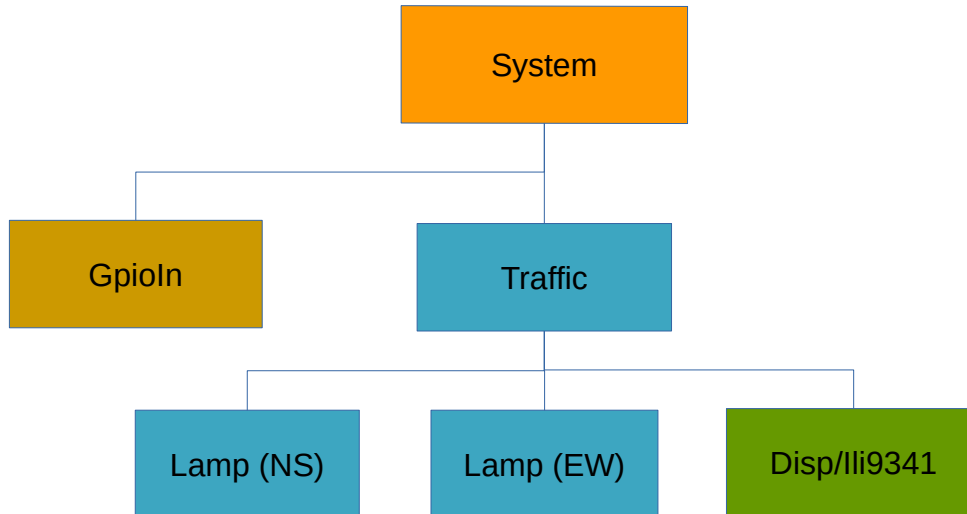 System
GpioIn
Traffic
Lamp (NS)
Lamp (EW)
Disp/Ili9341